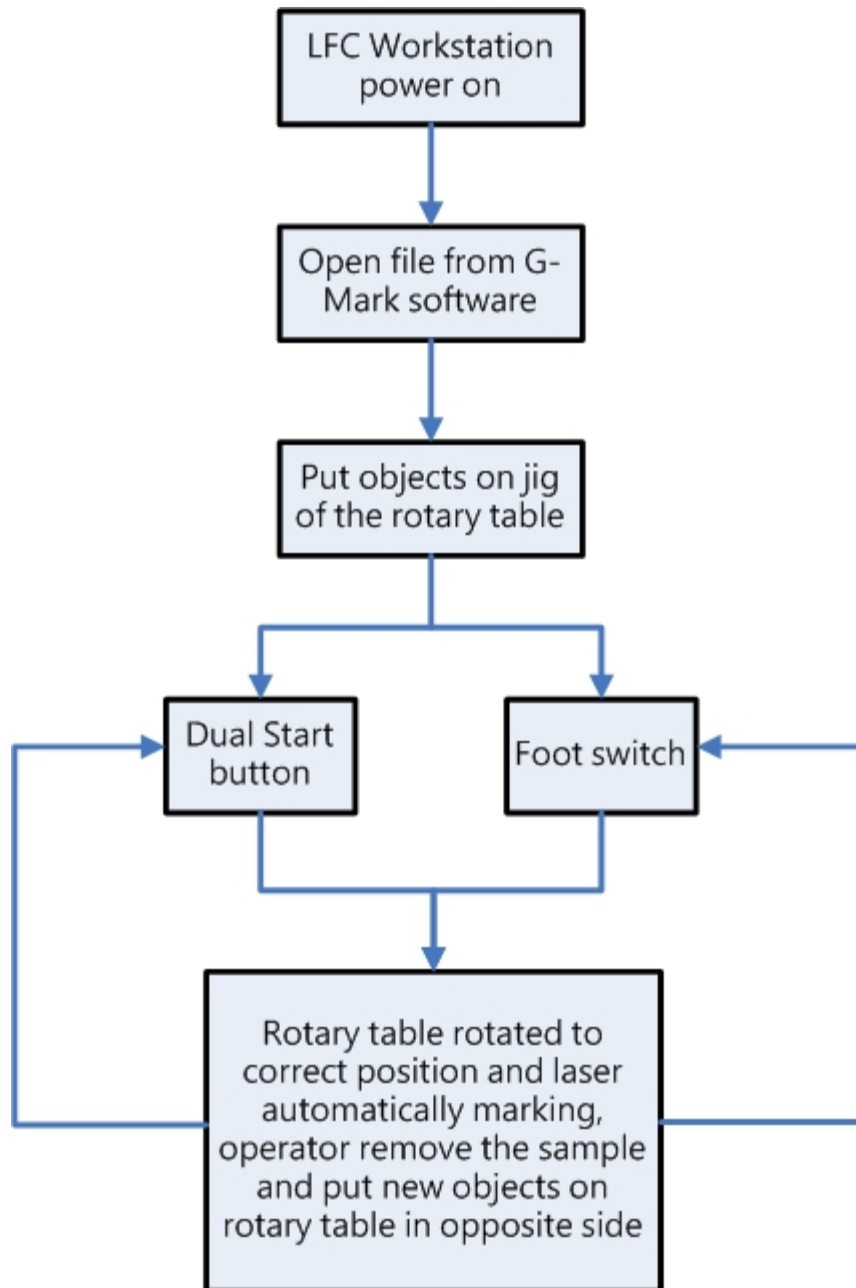 LFC Workstation
power on
Open file from G-
Mark software
Put objects on jig
of the rotary table
Dual Start
button
Foot switch
Rotary table rotated to
correct position and laser
automatically marking,
operator remove the sample
and put new objects on
rotary table in opposite side